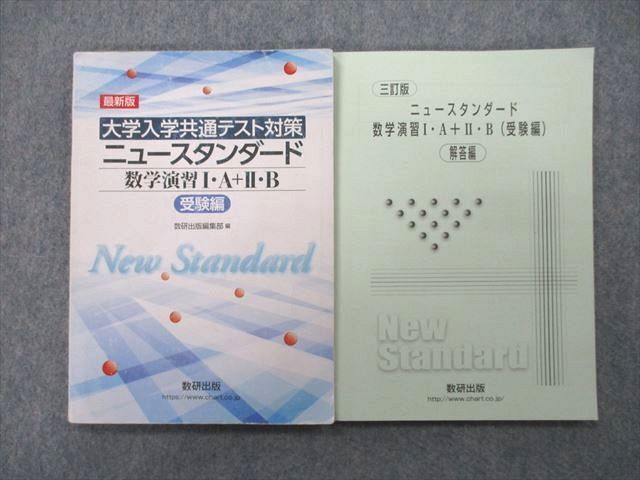 最新版
大学入学共通テスト対策
ニュースタンダード
数学演習Ⅰ・A+Ⅱ・B
受験編
数研出版編集部 編
New Standard
数研出版
https://www.chart.co.jp/
三訂版
ニュースタンダード
数学演習Ⅰ・A+Ⅱ・B(受験編)
解答編
New
Standard
数研出版
http://www.chart.co.jp/